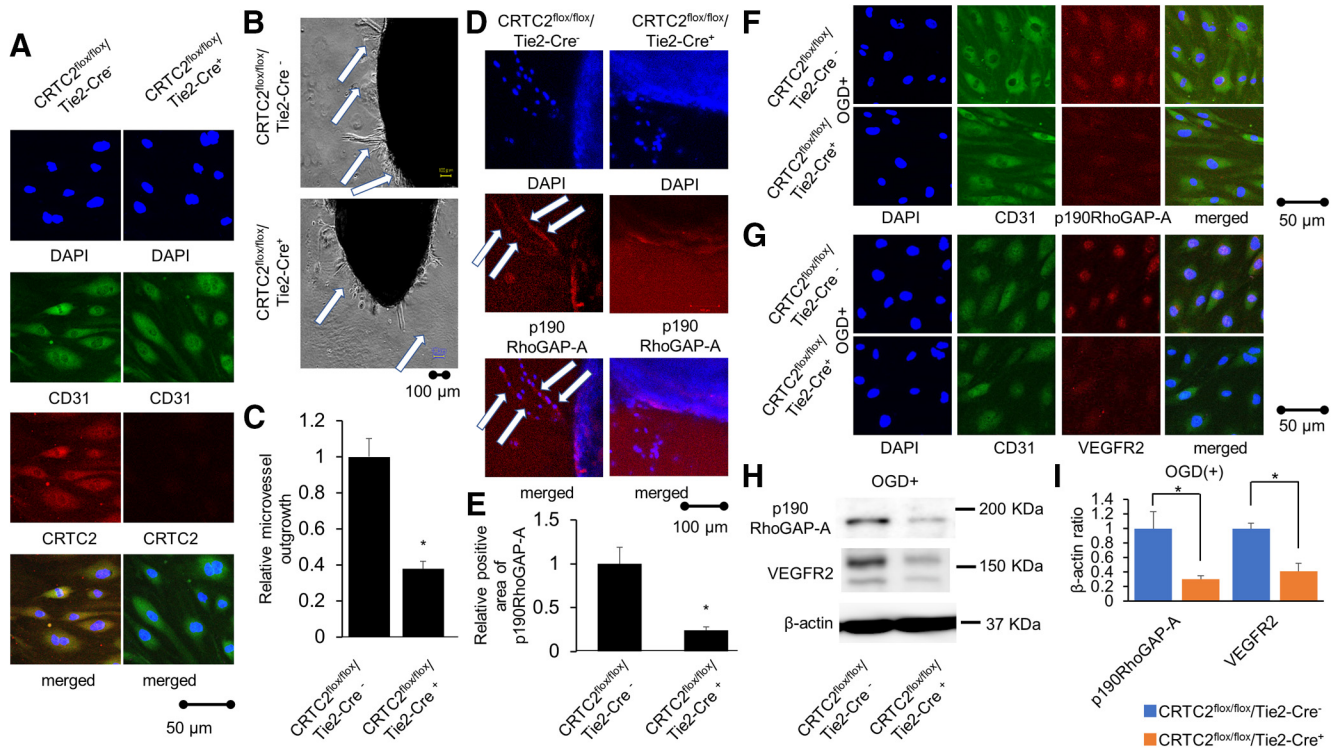 A
CRTC2flox/flox/
Tie2-Cre-
CRTC2flox/flox/
Tie2-Cre+
DAPI
DAPI
CD31
CD31
CRTC2
CRTC2
merged
merged
50 µm
B
CRTC2flox/flox/
Tie2-Cre -
CRTC2flox/flox/
Tie2-Cre+
100 µm
C
Relative microvessel
outgrowth
1.2
1
0.8
0.6
0.4
0.2
0
*
CRTC2flox/flox/
Tie2-Cre -
CRTC2flox/flox/
Tie2-Cre +
D
CRTC2flox/flox/
Tie2-Cre-
CRTC2flox/flox/
Tie2-Cre+
DAPI
DAPI
p190
RhoGAP-A
p190
RhoGAP-A
merged
merged
100 µm
E
Relative positive
area of
p190RhoGAP-A
1.5
1
0.5
0
*
CRTC2flox/flox/
Tie2-Cre-
CRTC2flox/flox/
Tie2-Cre +
F
CRTC2flox/flox/
Tie2-Cre -
OGD+
CRTC2flox/flox/
Tie2-Cre+
DAPI
CD31
p190RhoGAP-A
merged
50 µm
G
CRTC2flox/flox/
Tie2-Cre -
OGD+
CRTC2flox/flox/
Tie2-Cre+
DAPI
CD31
VEGFR2
merged
50 µm
H
OGD+
p190
RhoGAP-A
200 KDa
VEGFR2
150 KDa
β-actin
37 KDa
CRTC2flox/flox/
Tie2-Cre -
CRTC2flox/flox/
Tie2-Cre +
I
OGD(+)
β-actin ratio
1.4
1.2
1
0.8
0.6
0.4
0.2
0
*
*
p190RhoGAP-A
VEGFR2
CRTC2flox/flox/Tie2-Cre-
CRTC2flox/flox/Tie2-Cre+